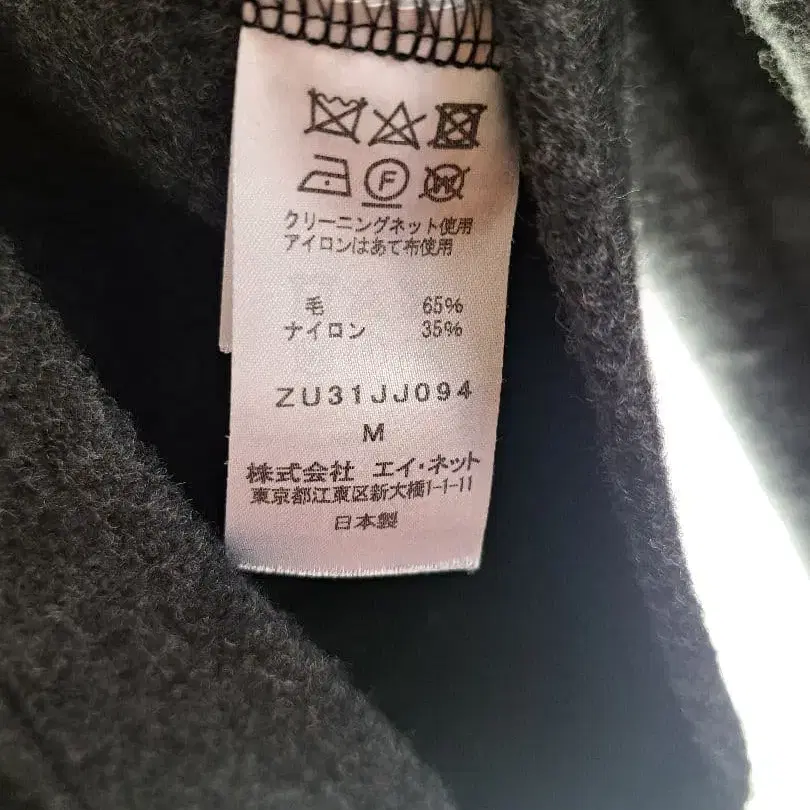 F W
クリーニングネット使用
アイロンはあて布使用
毛 65%
ナイロン 35%
ZU31JJ094
M
株式会社 エイ・ネット
東京都江東区新大橋1-1-11
日本製